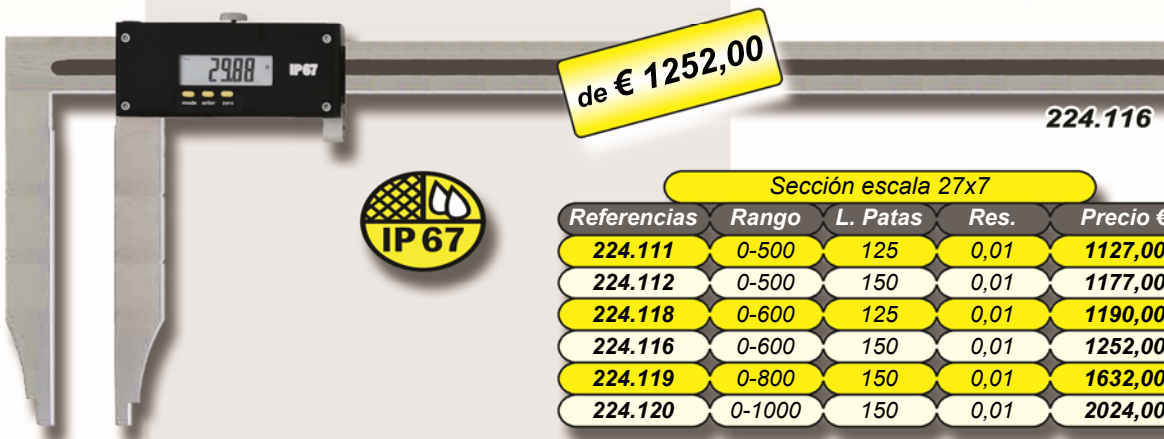 29.88
IP67
mode enter zero
de € 1252,00
224.116
IP 67
Sección escala 27x7
Referencias Rango L. Patas Res. Precio €
224.111 0-500 125 0,01 1127,00
224.112 0-500 150 0,01 1177,00
224.118 0-600 125 0,01 1190,00
224.116 0-600 150 0,01 1252,00
224.119 0-800 150 0,01 1632,00
224.120 0-1000 150 0,01 2024,00